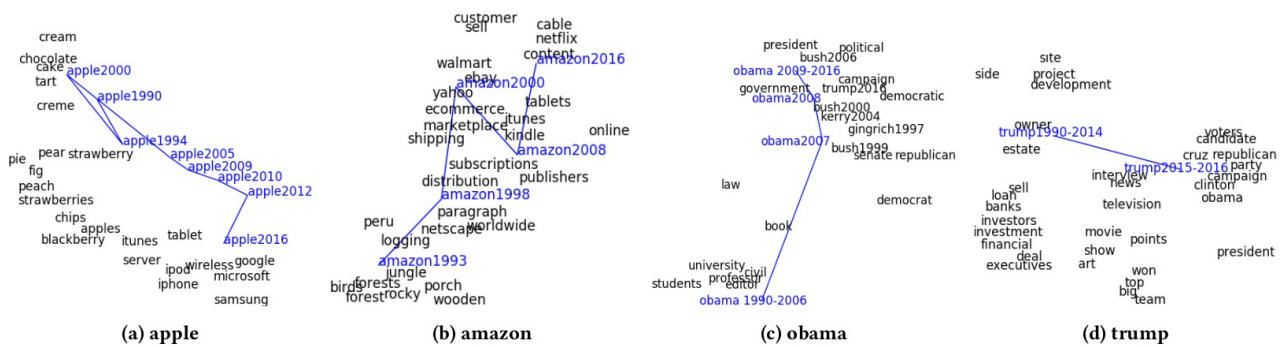 cream
chocolate
cake
apple2000
tart
apple1990
creme
apple1994
pear
strawberry
apple2005
pie
apple2009
fig
apple2010
peach
apple2012
strawberries
chips
apples
tablet
blackberry
itunes
apple2016
server
google
wireless
ipod
microsoft
iphone
samsung
(a) apple
customer
sell
cable
netflix
content
amazon2016
walmart
ebay
amazon2000
yahoo
tablets
ecommerce
itunes
marketplace
online
kindle
shipping
amazon2008
subscriptions
publishers
distribution
amazon1998
paragraph
peru
worldwide
netscape
logging
amazon1993
jungle
forests
birds
porch
forest
rocky
wooden
(b) amazon
president
political
bush2006
obama 2009-2016
campaign
government
trump2016
obama2008
democratic
bush2000
kerry2004
gingrich1997
obama2007
bush1999
senate
republican
law
democrat
book
university
civil
professor
students
editor
obama 1990-2006
(c) obama
site
side
project
development
owner
trump1990-2014
voters
candidate
estate
cruz
republican
party
trump2015-2016
interview
campaign
news
clinton
sell
loan
obama
banks
television
investors
investment
movie
points
financial
show
president
deal
executives
art
won
top
big
team
(d) trump